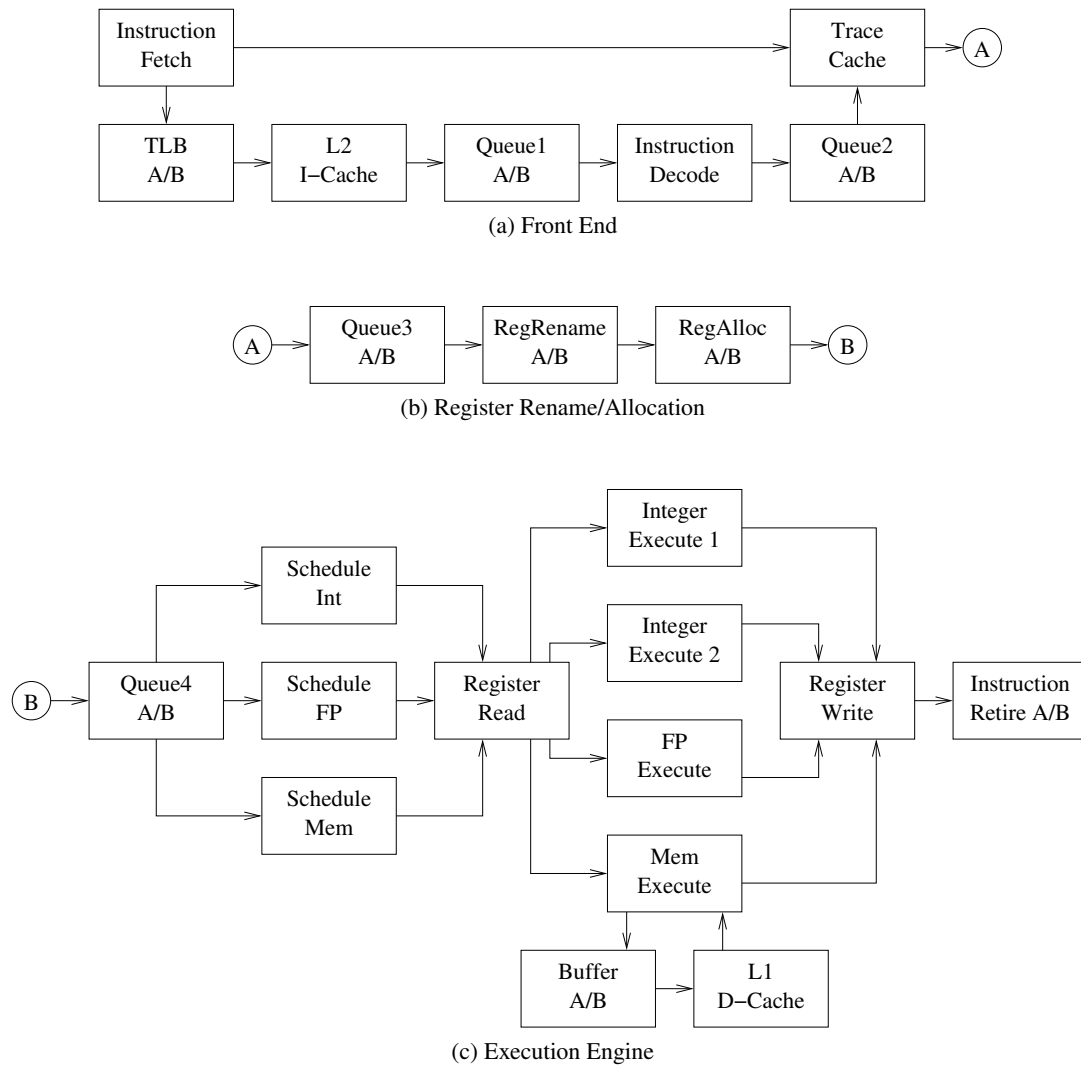 Instruction
Fetch
Trace
Cache
A
TLB
A/B
L2
I−Cache
Queue1
A/B
Instruction
Decode
Queue2
A/B
(a) Front End
A
Queue3
A/B
RegRename
A/B
RegAlloc
A/B
B
(b) Register Rename/Allocation
B
Queue4
A/B
Schedule
Int
Schedule
FP
Schedule
Mem
Register
Read
Integer
Execute 1
Integer
Execute 2
FP
Execute
Mem
Execute
Buffer
A/B
L1
D−Cache
Register
Write
Instruction
Retire A/B
(c) Execution Engine